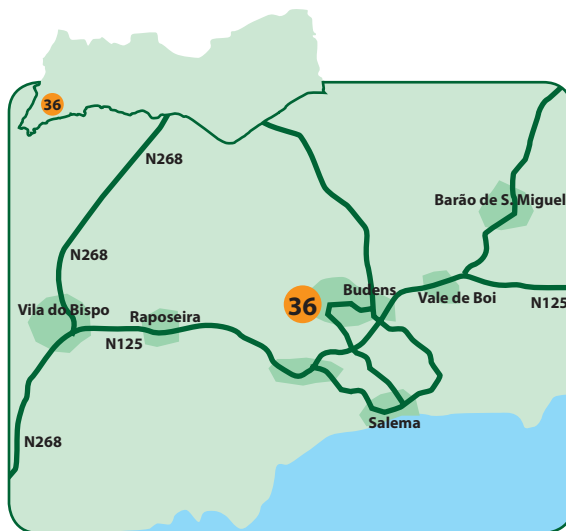 36
N268
Barão de S. Miguel
N268
Budens
36
Vale de Boi
N125
Vila do Bispo
Raposeira
N125
Salema
N268